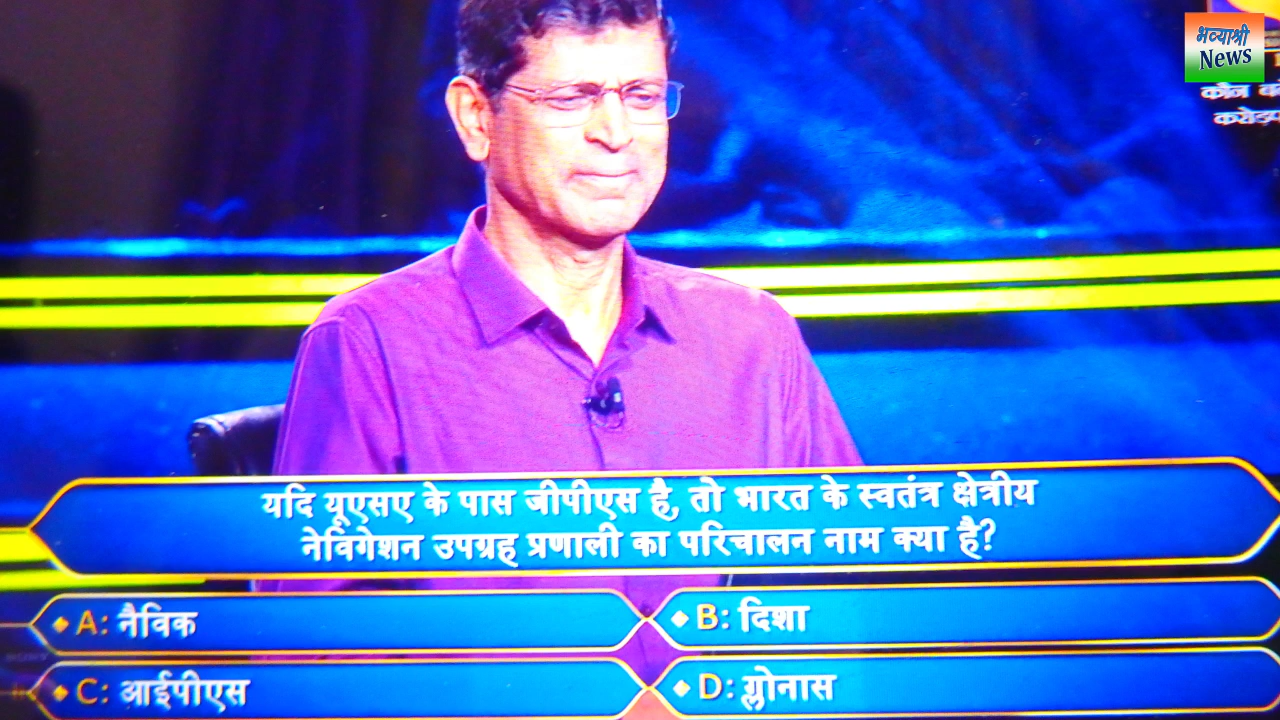 भव्याश्री
News
कौन
यदि यूएसए के पास जीपीएस है, तो भारत के स्वतंत्र क्षेत्रीय
नेविगेशन उपग्रह प्रणाली का परिचालन नाम क्या है?
A: नैविक
B: दिशा
C: आईपीएस
D: ग्लोनास